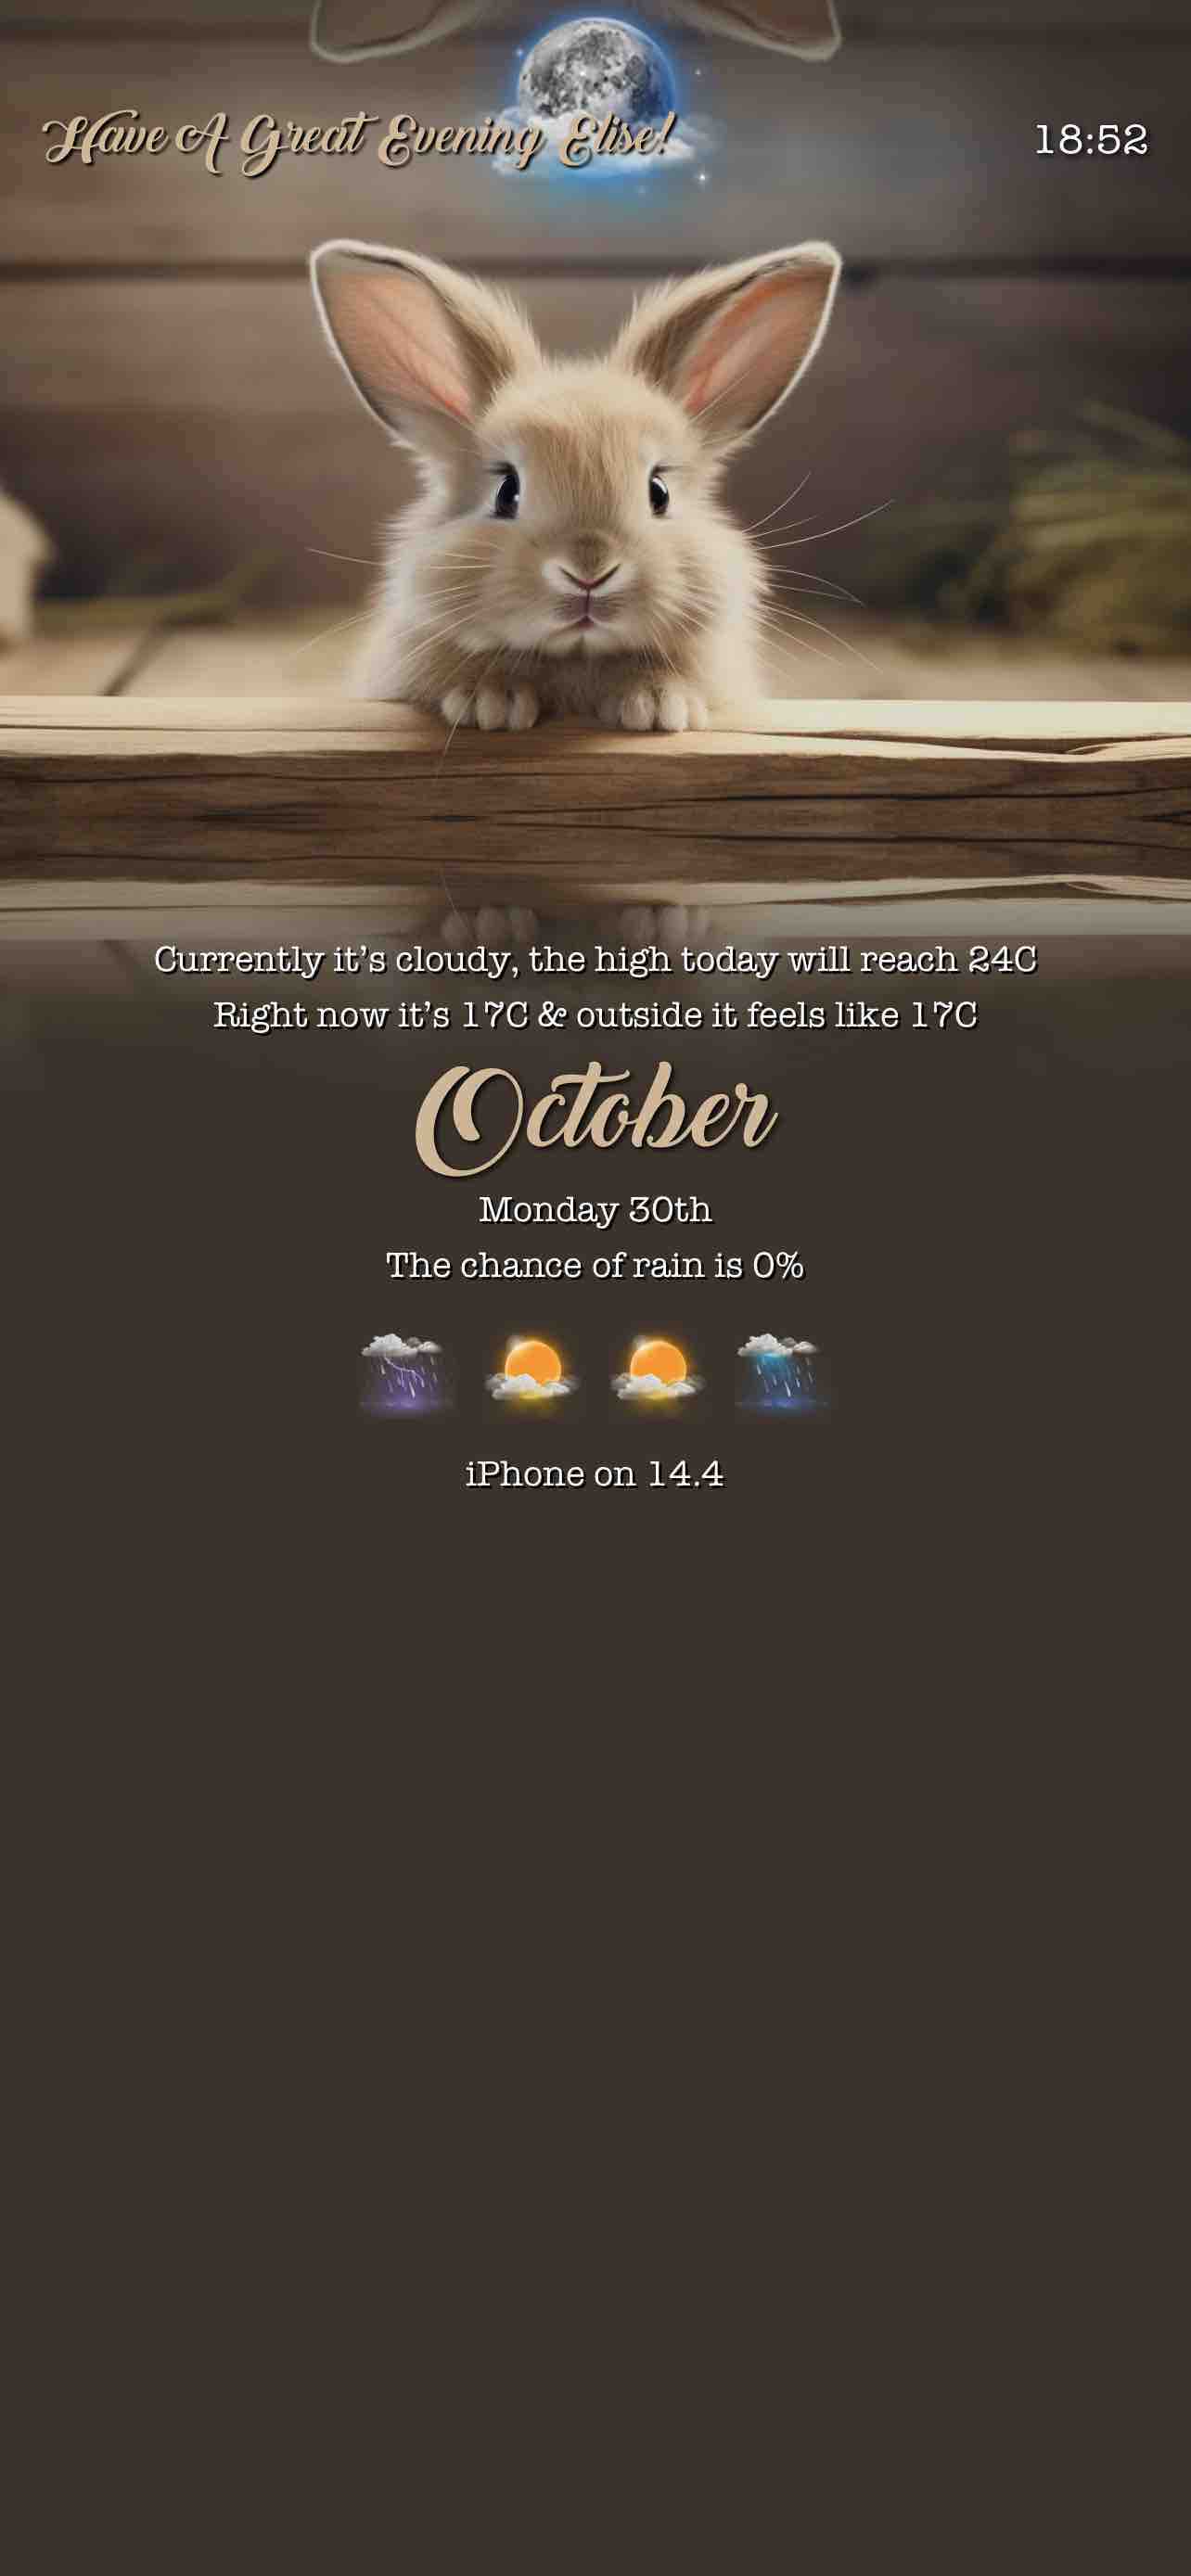 Have A Great Evening Elise!
18:52
Currently it’s cloudy, the high today will reach 24C
Right now it’s 17C & outside it feels like 17C
October
Monday 30th
The chance of rain is 0%
iPhone on 14.4